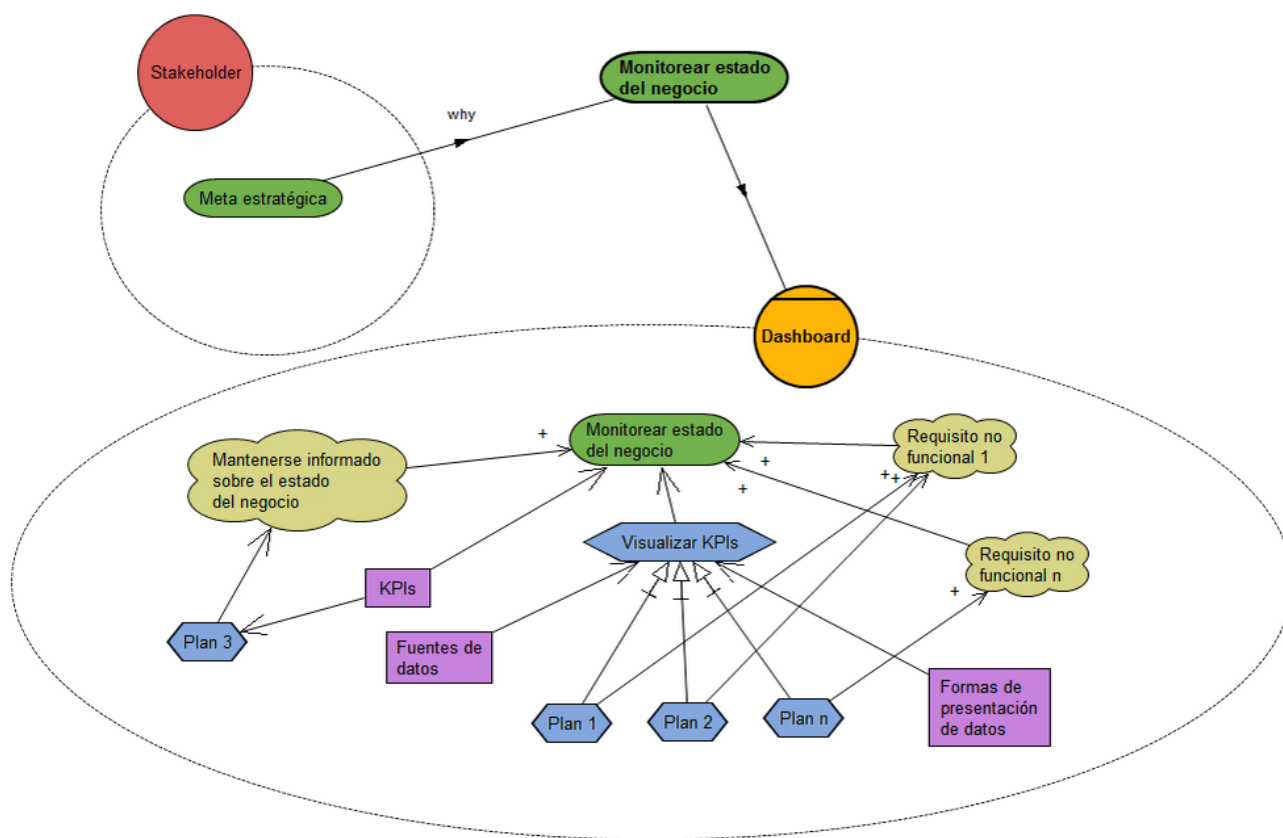 Stakeholder
Monitorear estado
del negocio
why
Meta estratégica
Dashboard
Mantenerse informado
sobre el estado
del negocio
+
Monitorear estado
del negocio
Requisito no
funcional 1
+
+
+
+
Visualizar KPIs
Requisito no
funcional n
+
KPIs
Plan 3
Fuentes de
datos
Formas de
presentación
de datos
Plan 1
Plan 2
Plan n